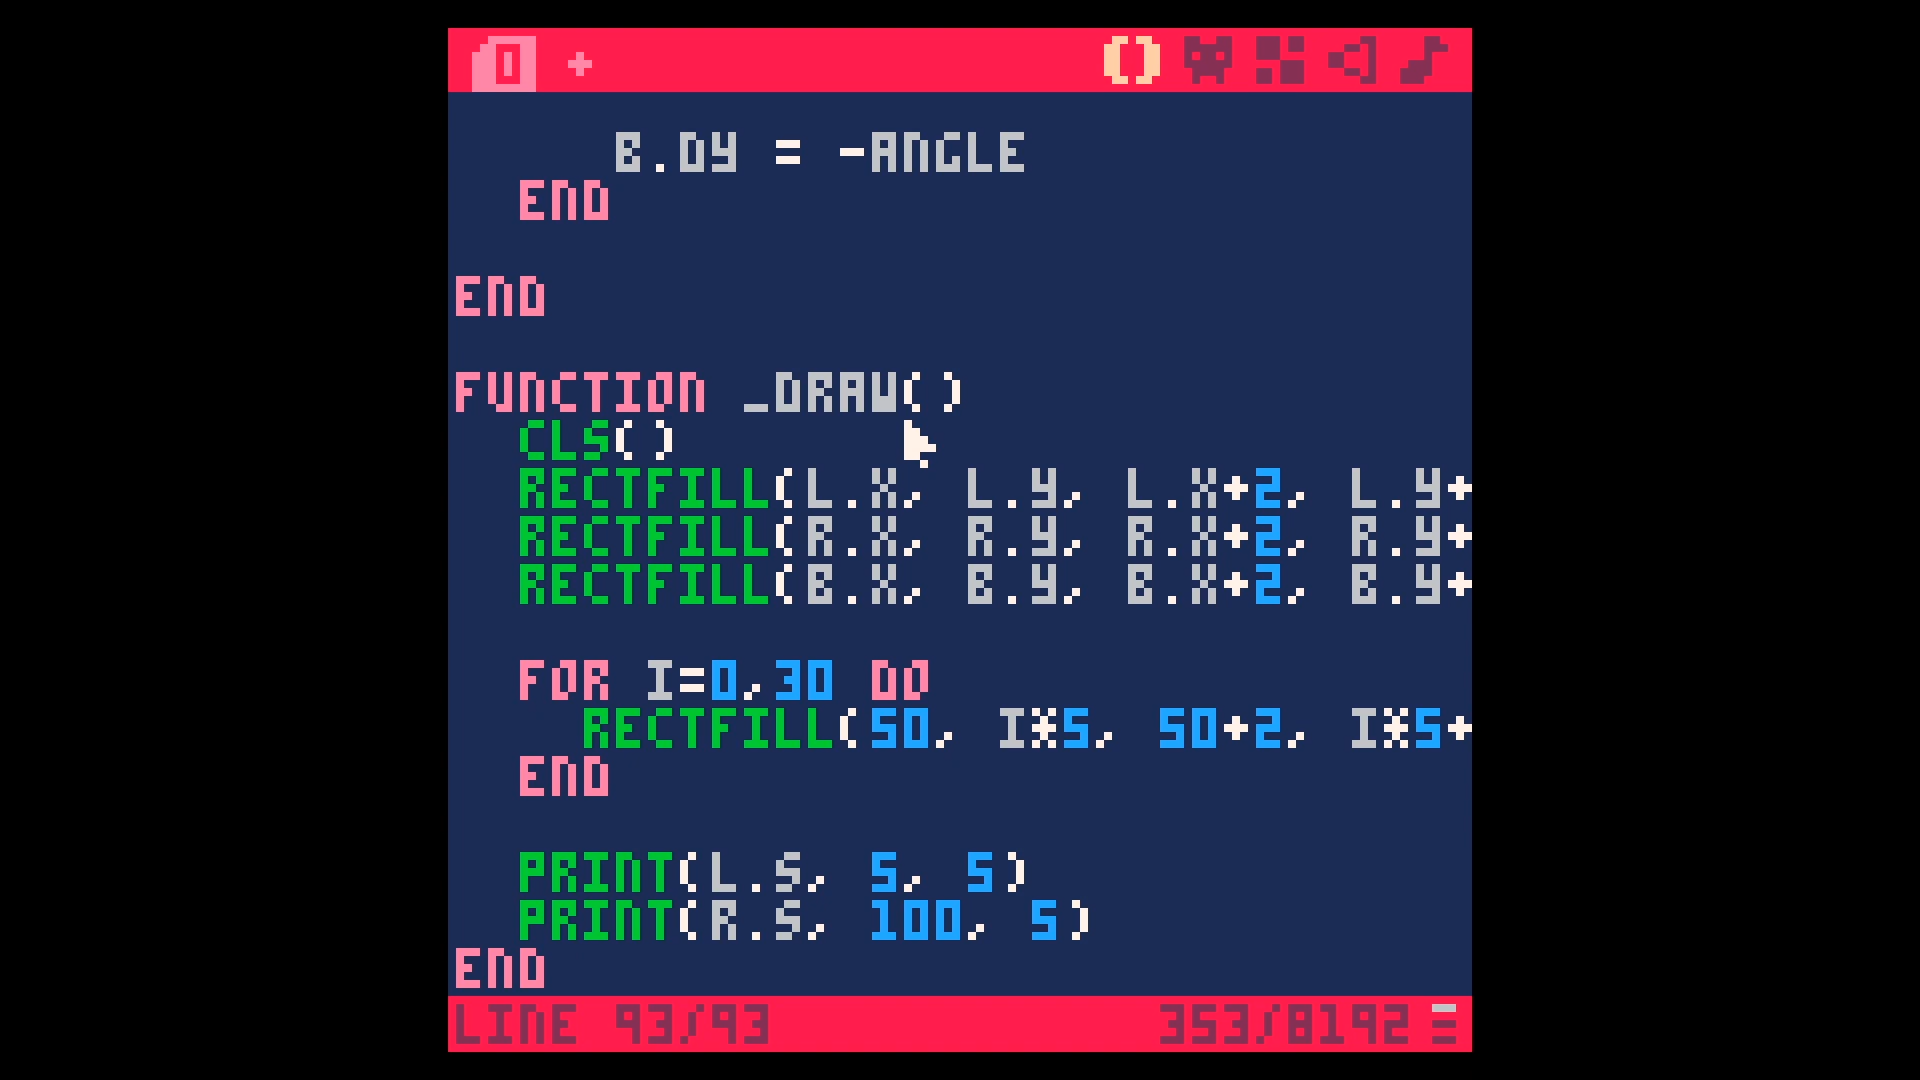 0 +
B.DY = -ANGLE
END
END
FUNCTION _DRAW()
CLS()
RECTFILL(L.X, L.Y, L.X+2, L.Y+
RECTFILL(R.X, R.Y, R.X+2, R.Y+
RECTFILL(B.X, B.Y, B.X+2, B.Y+
FOR I=0,30 DO
RECTFILL(50, I*5, 50+2, I*5+
END
PRINT(L.S, 5, 5)
PRINT(R.S, 100, 5)
END
LINE 93/93 353/8192